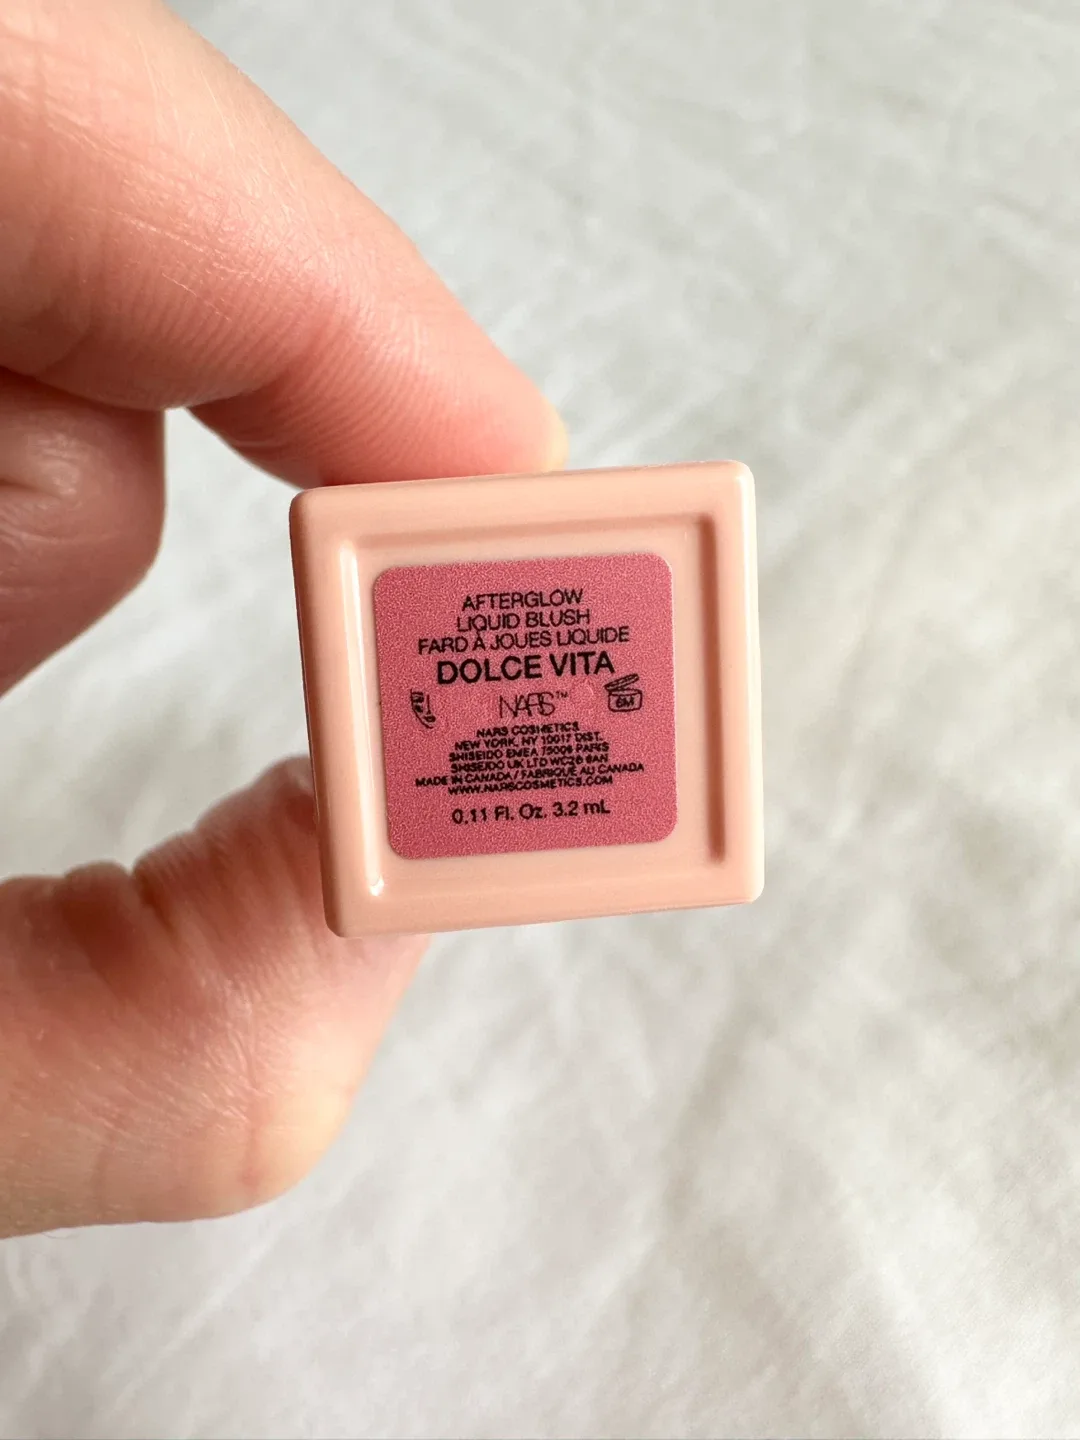 AFTERGLOW
LIQUID BLUSH
FARD À JOUES LIQUIDE
DOLCE VITA
NARS™
6M
NARS COSMETICS
NEW YORK, NY 10017 DIST.
SHISEIDO EMEA 75008 PARIS
SHISEIDO UK LTD WC2B 6AN
MADE IN CANADA / FABRIQUÉ AU CANADA
WWW.NARSCOSMETICS.COM
0.11 Fl. Oz. 3.2 mL